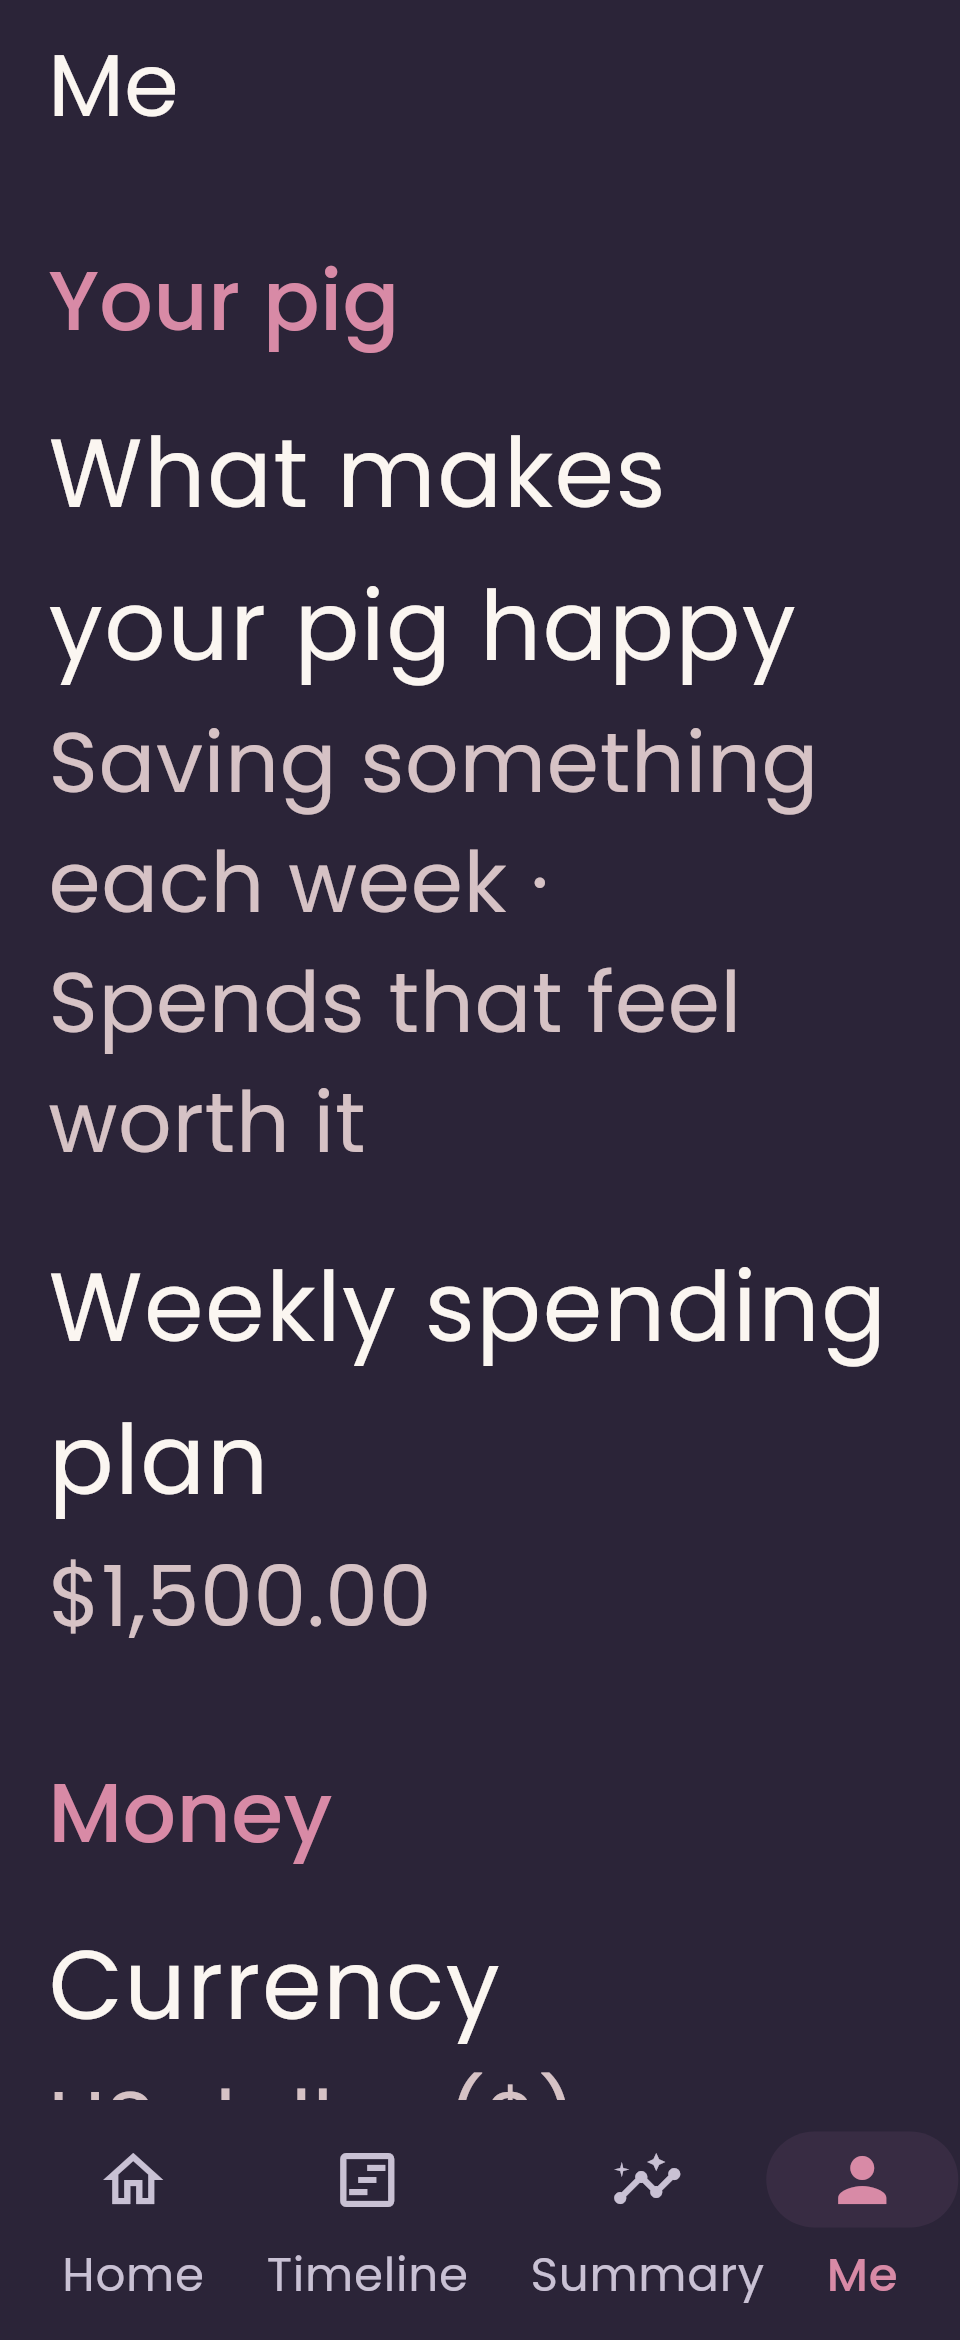 Me
Your pig
What makes
your pig happy
Saving something
each week ·
Spends that feel
worth it
Weekly spending
plan
$1,500.00
Money
Currency
($)
Home
Timeline
Summary
Me